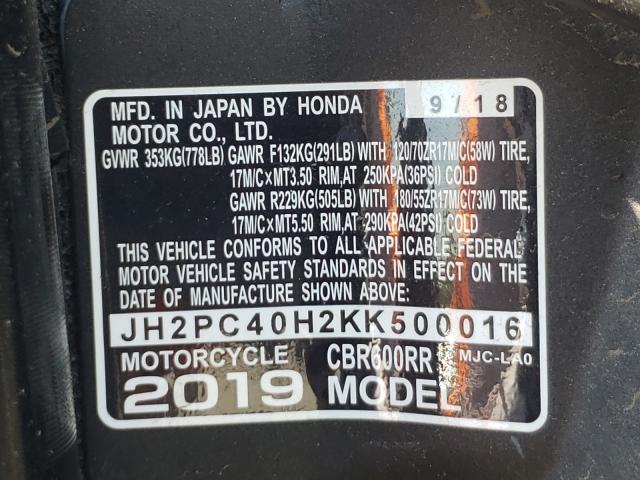 MFD. IN JAPAN BY HONDA 9/18
MOTOR CO., LTD.
GVWR 353KG(778LB) GAWR F132KG(291LB) WITH 120/70ZR17M/C(58W) TIRE,
17M/C×MT3.50 RIM,AT 250KPA(36PSI) COLD
GAWR R229KG(505LB) WITH 180/55ZR17M/C(73W) TIRE,
17M/C×MT5.50 RIM,AT 290KPA(42PSI) COLD
THIS VEHICLE CONFORMS TO ALL APPLICABLE FEDERAL
MOTOR VEHICLE SAFETY STANDARDS IN EFFECT ON THE
DATE OF MANUFACTURE SHOWN ABOVE:
JH2PC40H2KK500016
MOTORCYCLE CBR600RR MJC-LA0
2019 MODEL